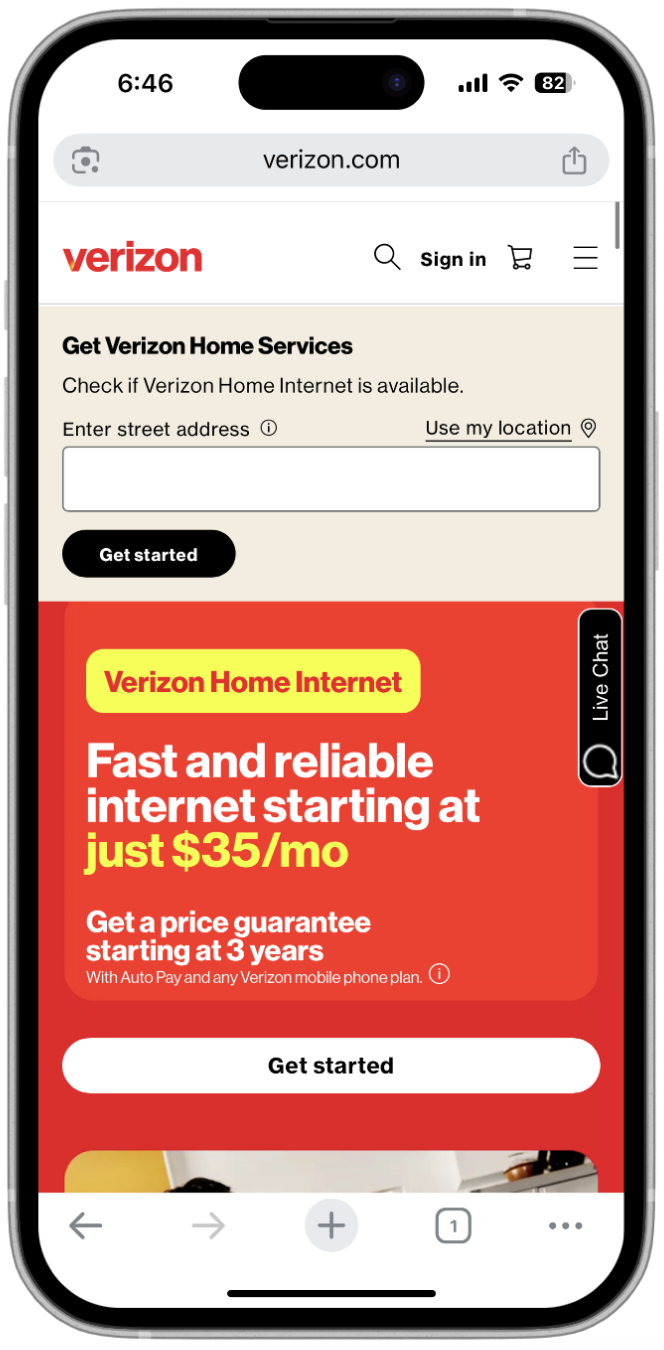 6:46
82
verizon.com
verizon
Sign in
Get Verizon Home Services
Check if Verizon Home Internet is available.
Enter street address
Use my location
Get started
Live Chat
Verizon Home Internet
Fast and reliable
internet starting at
just $35/mo
Get a price guarantee
starting at 3 years
With Auto Pay and any Verizon mobile phone plan.
Get started
1